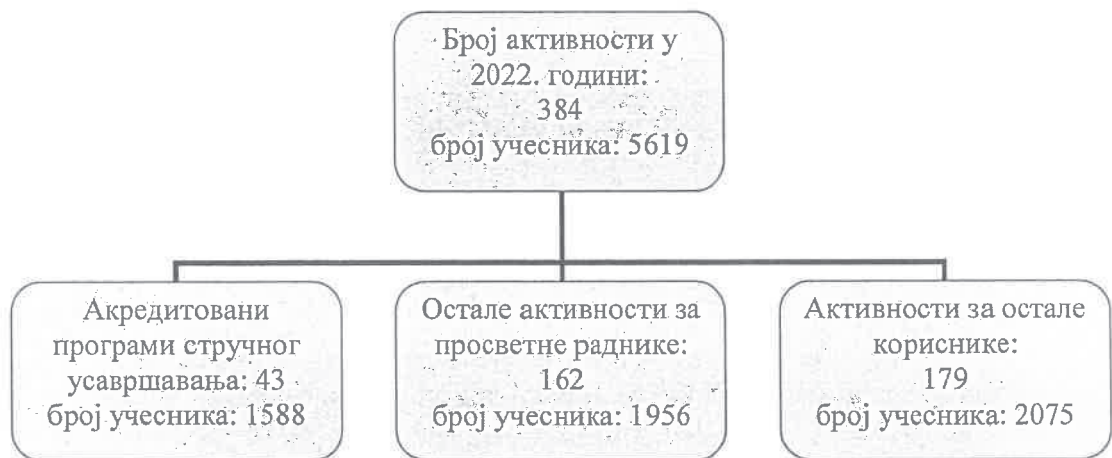 Број активности у
2022. години:
384
број учесника: 5619
Акредитовани
програми стручног
усавршавања: 43
број учесника: 1588
Остале активности за
просветне раднике:
162
број учесника: 1956
Активности за остале
кориснике:
179
број учесника: 2075